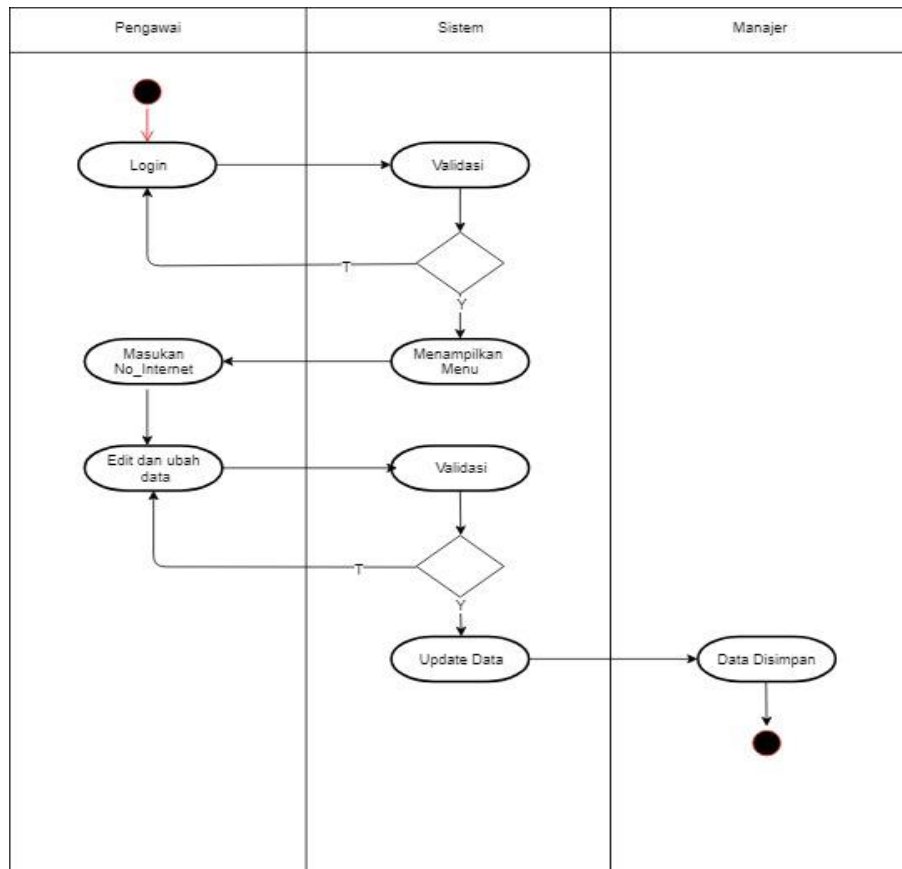 Pengawai
Sistem
Manajer
Login
Validasi
T
Y
Masukan
No_Internet
Menampilkan
Menu
Edit dan ubah
data
Validasi
T
Y
Update Data
Data Disimpan